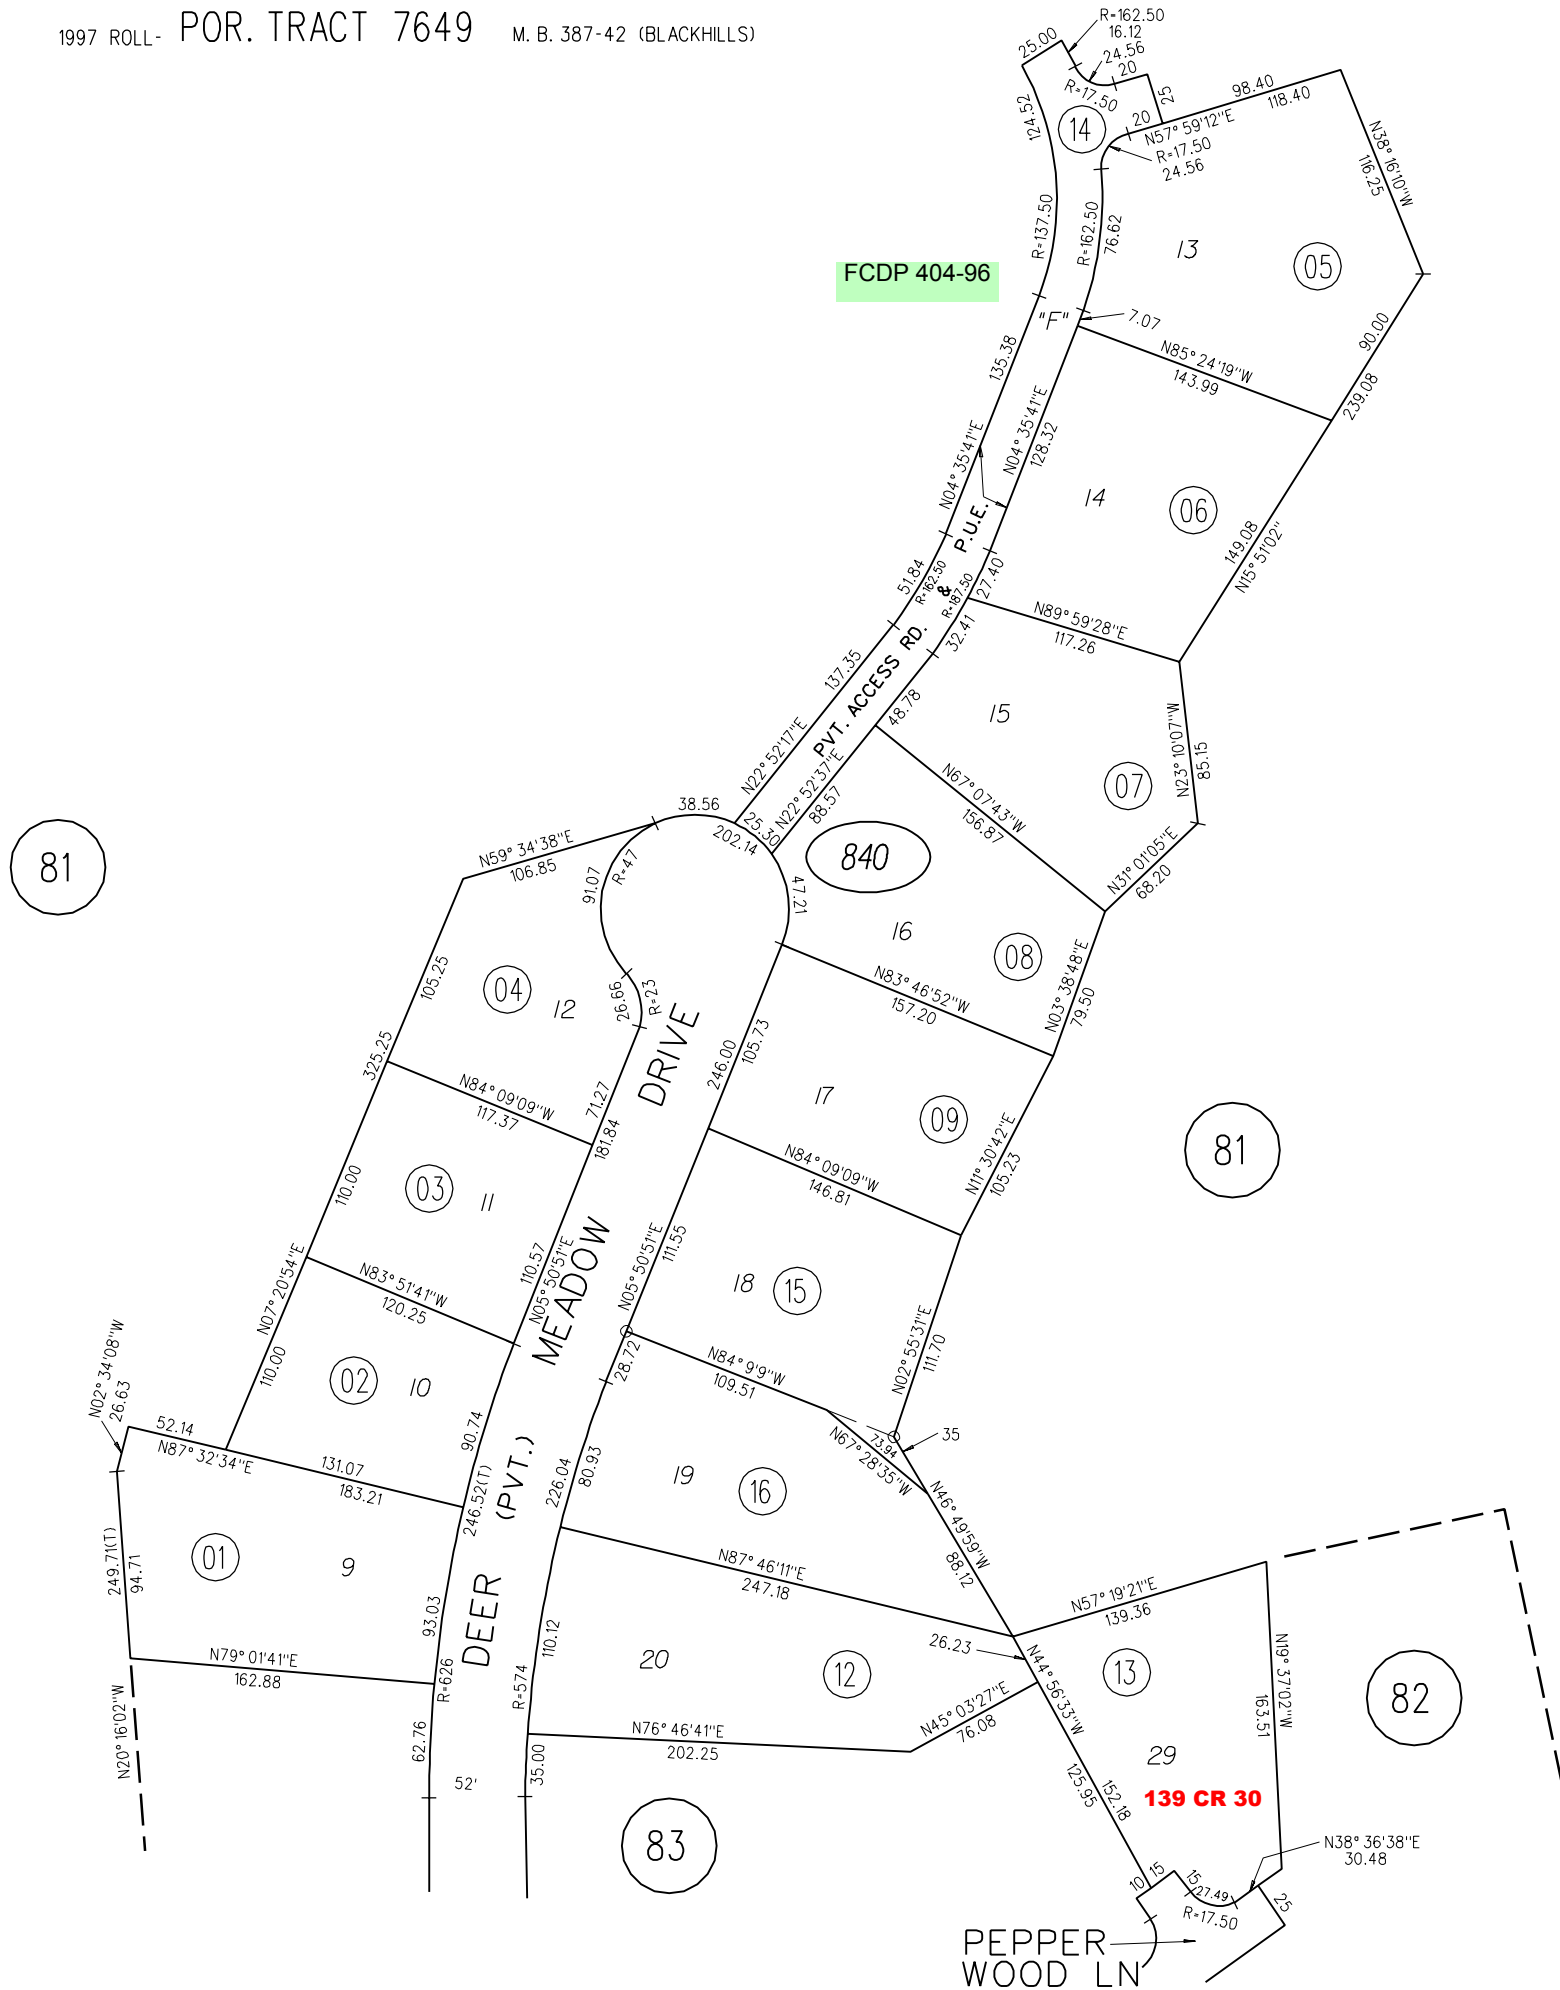 1997 ROLL- POR. TRACT 7649 M. B. 387-42 (BLACKHILLS)
R=162.50
16.12
24.56
25.00
20
R=17.50
25
98.40
118.40
124.52
14
20
N57° 59'12"E
R=17.50
24.56
N38° 16'10"W
116.25
R=137.50
R=162.50
76.62
13
05
FCDP 404-96
"F"
7.07
90.00
N85° 24'19"W
143.99
239.08
135.38
N04° 35'41"E
N04° 35'41"E
128.32
14
06
149.08
N15° 51'02"
P.U.E.
&
PVT. ACCESS RD.
51.84
R=162.50
R=187.50
27.40
32.41
N89° 59'28"E
117.26
137.35
N22° 52'17"E
48.78
15
N23° 10'07"W
85.15
07
N22° 52'37"E
88.57
N67° 07'43"W
156.87
38.56
25.30
202.14
840
N31° 01'05"E
68.20
81
N59° 34'38"E
106.85
91.07
R=47
47.21
16
08
N83° 46'52"W
157.20
N03° 38'48"E
79.50
105.25
04
12
26.66
R=23
325.25
N84° 09'09"W
117.37
71.27
181.84
DRIVE
246.00
105.73
17
09
N11° 30'42"E
105.23
81
N84° 09'09"W
146.81
110.00
03
11
110.57
N05° 50'51"E
MEADOW
N05° 50'51"E
111.55
18
15
N07° 20'54"E
N83° 51'41"W
120.25
N02° 55'31"E
111.70
N02° 34'08"W
26.63
110.00
02
10
28.72
N84° 9'9"W
109.51
52.14
N87° 32'34"E
131.07
183.21
90.74
246.52(T)
(PVT.)
226.04
80.93
19
16
73.94
N67° 28'35"W
35
N46° 49'59"W
88.12
249.71(T)
94.71
01
9
93.03
DEER
N87° 46'11"E
247.18
N57° 19'21"E
139.36
110.12
20
12
26.23
N44° 56'33"W
13
N19° 37'02"W
163.51
82
N79° 01'41"E
162.88
R=626
R=574
N45° 03'27"E
76.08
N76° 46'41"E
202.25
N20° 16'02"W
62.76
52'
35.00
29
125.95
152.18
139 CR 30
83
N38° 36'38"E
30.48
10
15
15
27.49
R=17.50
25
PEPPER
WOOD LN